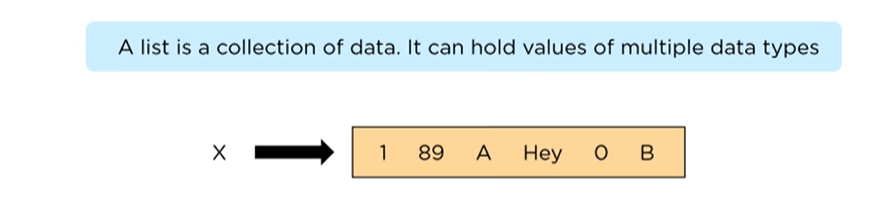 A list is a collection of data. It can hold values of multiple data types
X 1 89 A Hey 0 B